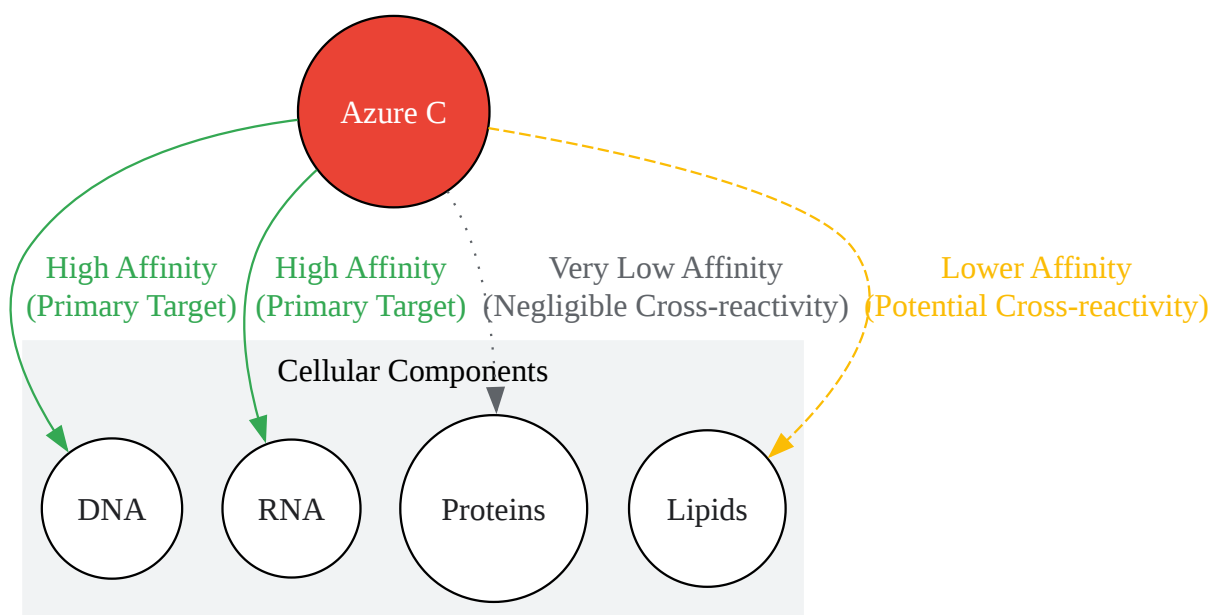 Azure C
High Affinity
(Primary Target)
High Affinity
(Primary Target)
Very Low Affinity
(Negligible Cross-reactivity)
Lower Affinity
(Potential Cross-reactivity)
Cellular Components
DNA
RNA
Proteins
Lipids